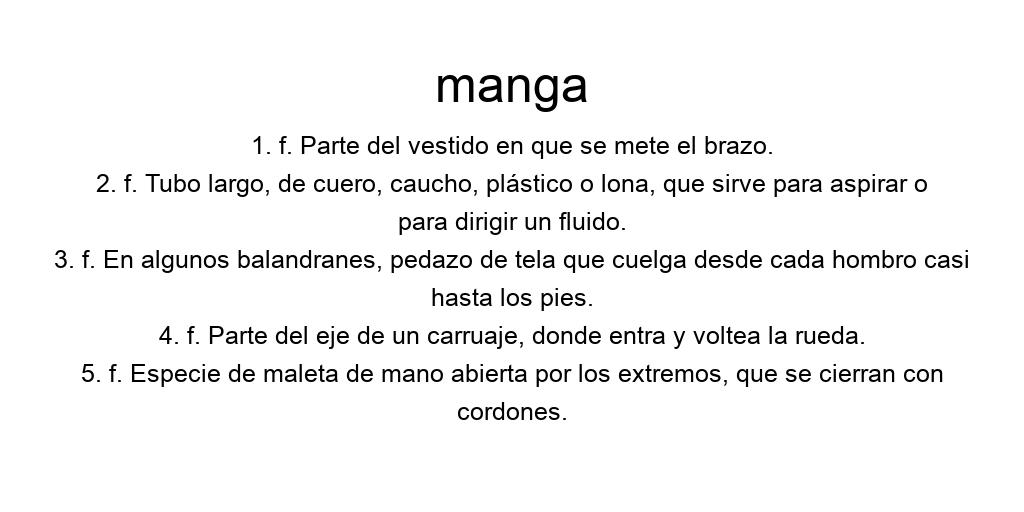 manga
1. f. Parte del vestido en que se mete el brazo.
2. f. Tubo largo, de cuero, caucho, plástico o lona, que sirve para aspirar o
para dirigir un fluido.
3. f. En algunos balandranes, pedazo de tela que cuelga desde cada hombro casi
hasta los pies.
4. f. Parte del eje de un carruaje, donde entra y voltea la rueda.
5. f. Especie de maleta de mano abierta por los extremos, que se cierran con
cordones.